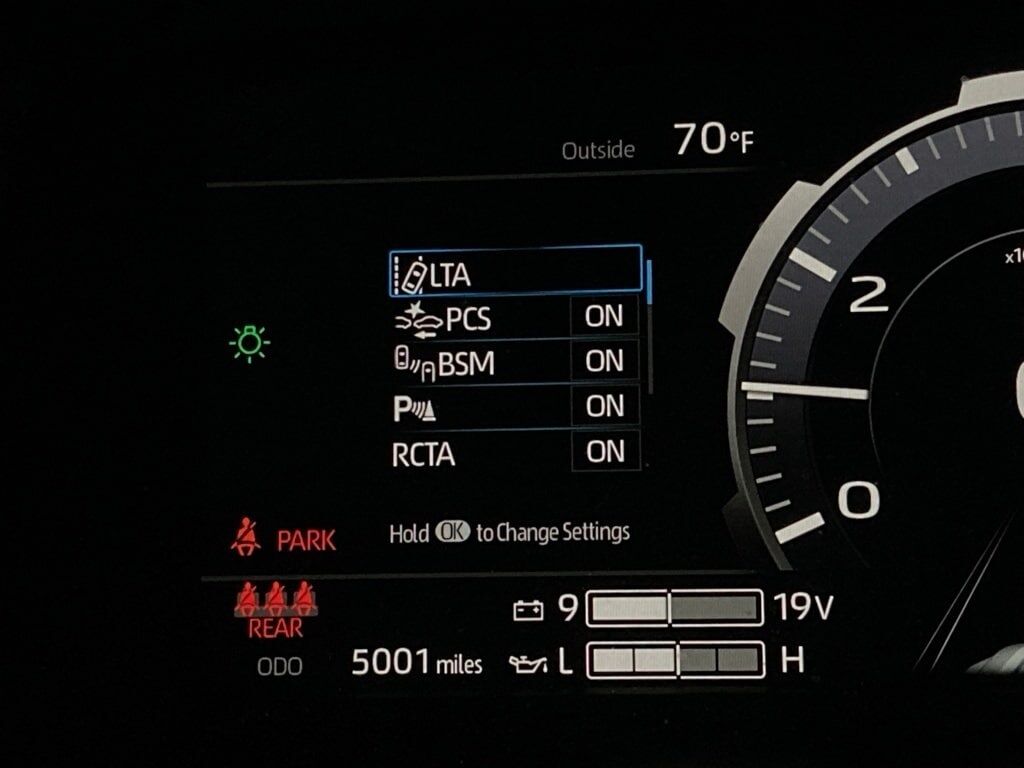 Outside 70°F
LTA
PCS ON
BSM ON
P ON
RCTA ON
2
0
PARK
Hold OK to Change Settings
REAR
9 19V
ODO 5001 miles
L H